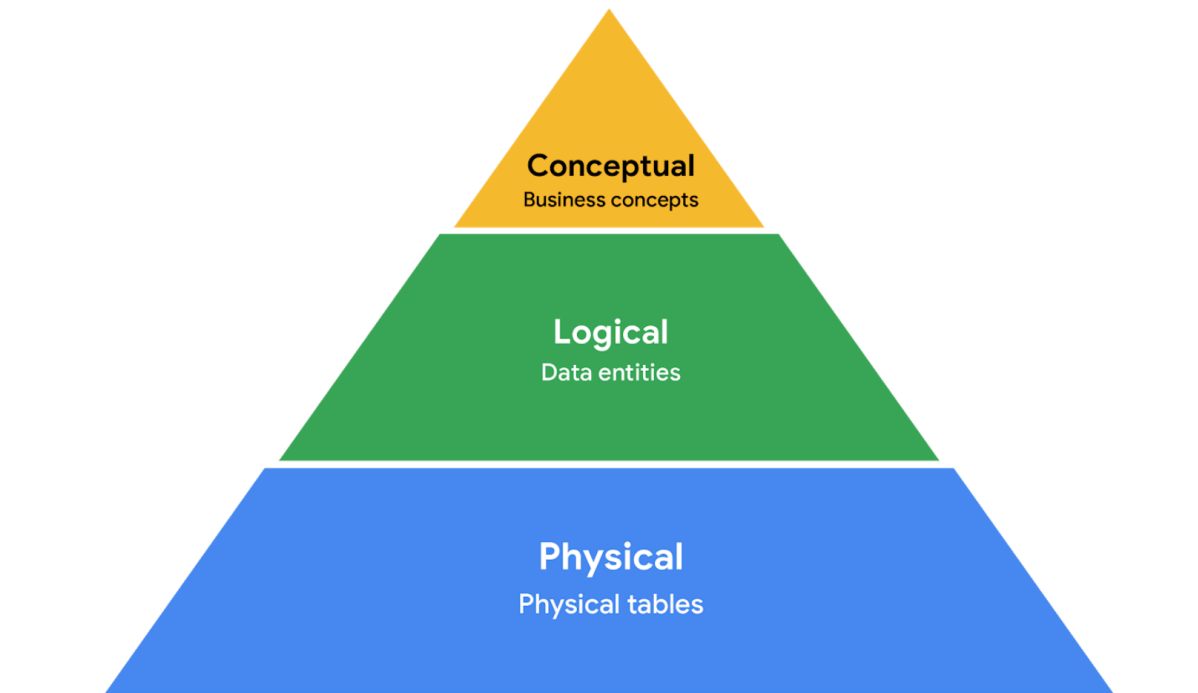 Conceptual
Business concepts
Logical
Data entities
Physical
Physical tables